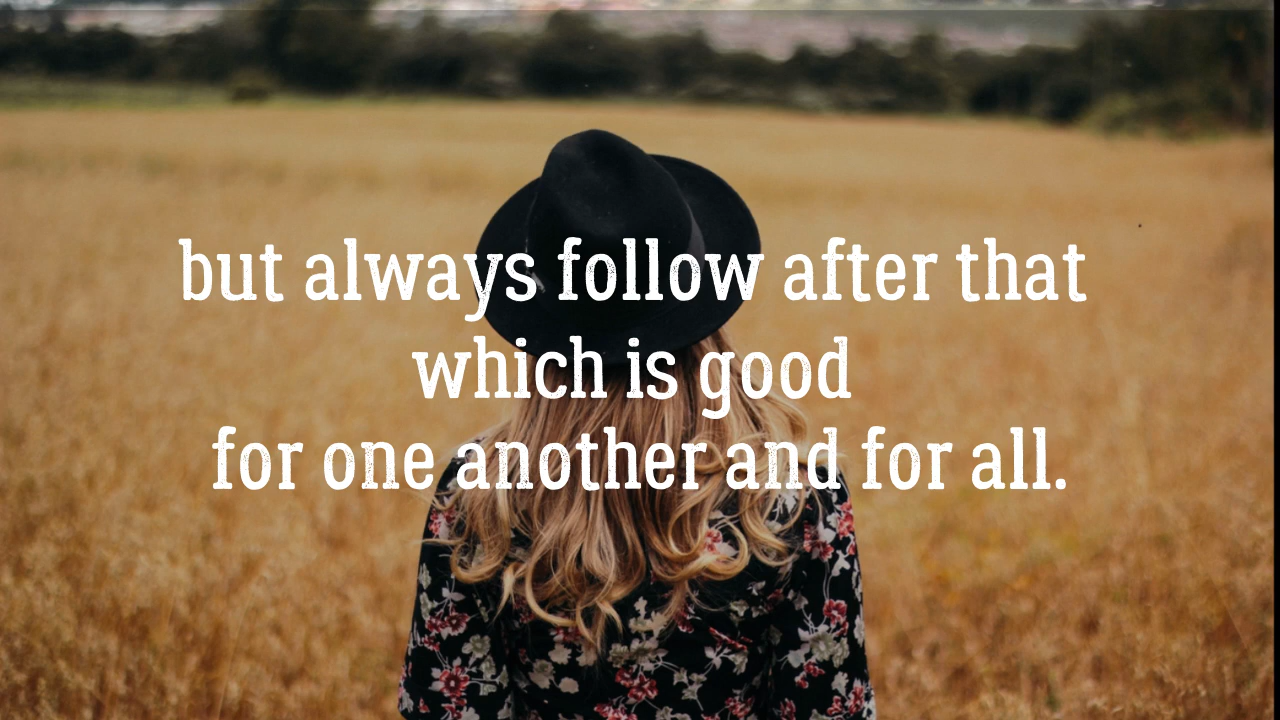 but always follow after that
which is good
for one another and for all.